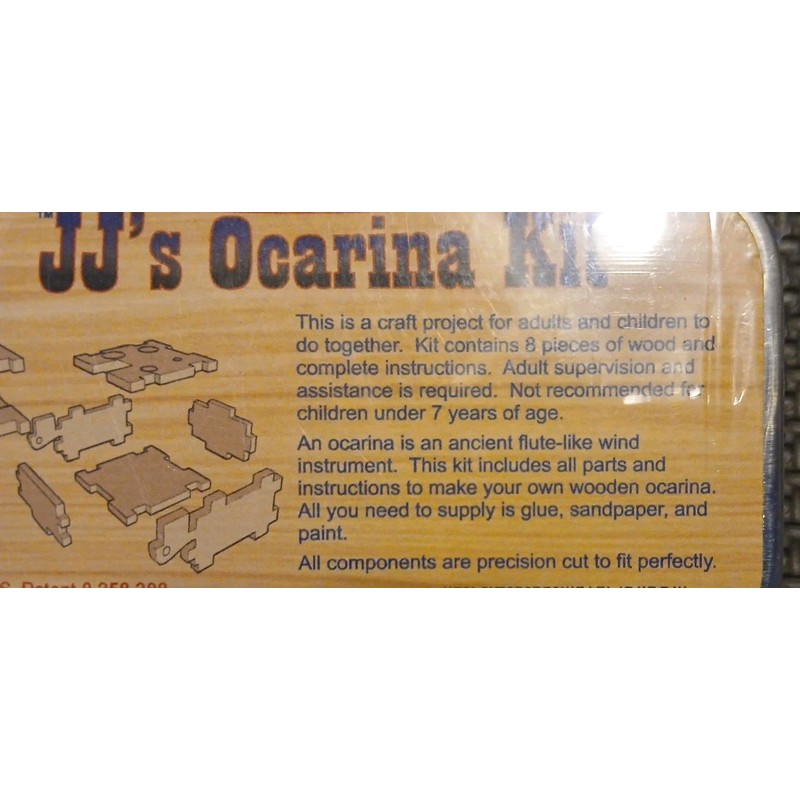 ™
JJ's Ocarina Kit
This is a craft project for adults and children to
do together. Kit contains 8 pieces of wood and
complete instructions. Adult supervision and
assistance is required. Not recommended for
children under 7 years of age.
An ocarina is an ancient flute-like wind
instrument. This kit includes all parts and
instructions to make your own wooden ocarina.
All you need to supply is glue, sandpaper, and
paint.
All components are precision cut to fit perfectly.
S. Patent